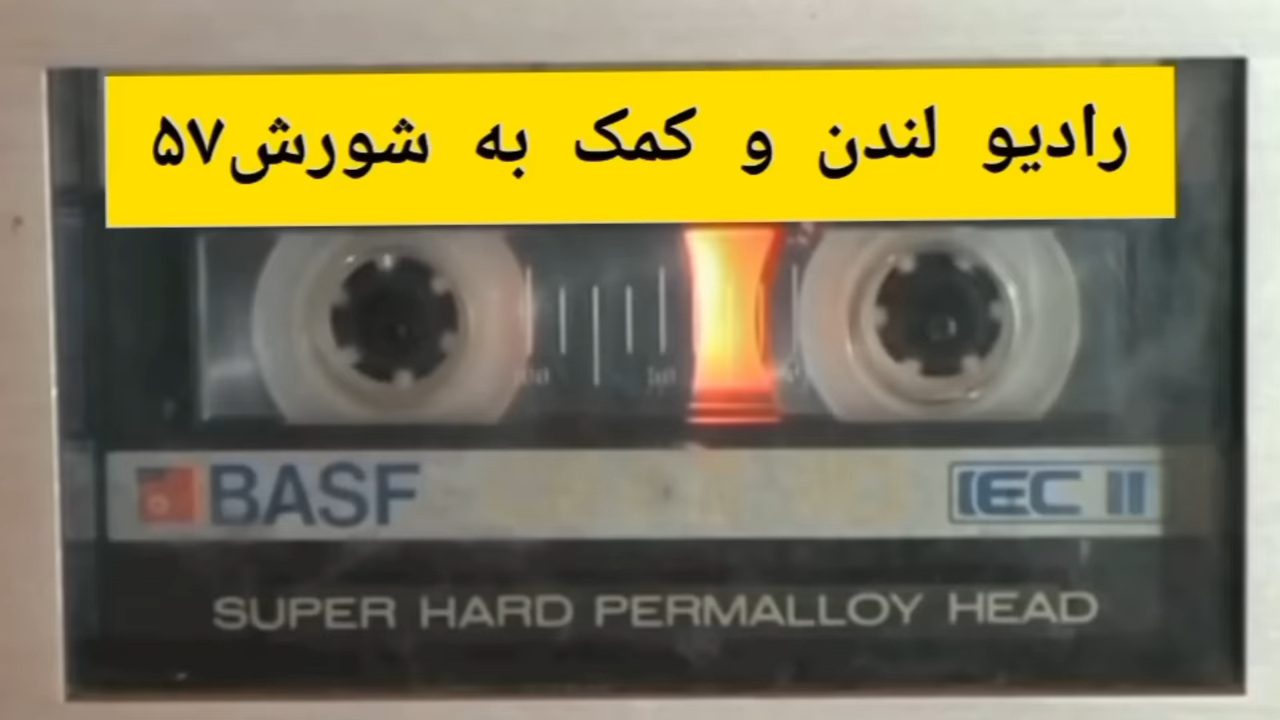 رادیو لندن و کمک به شورش۵۷
BASF
IEC II
SUPER HARD PERMALLOY HEAD